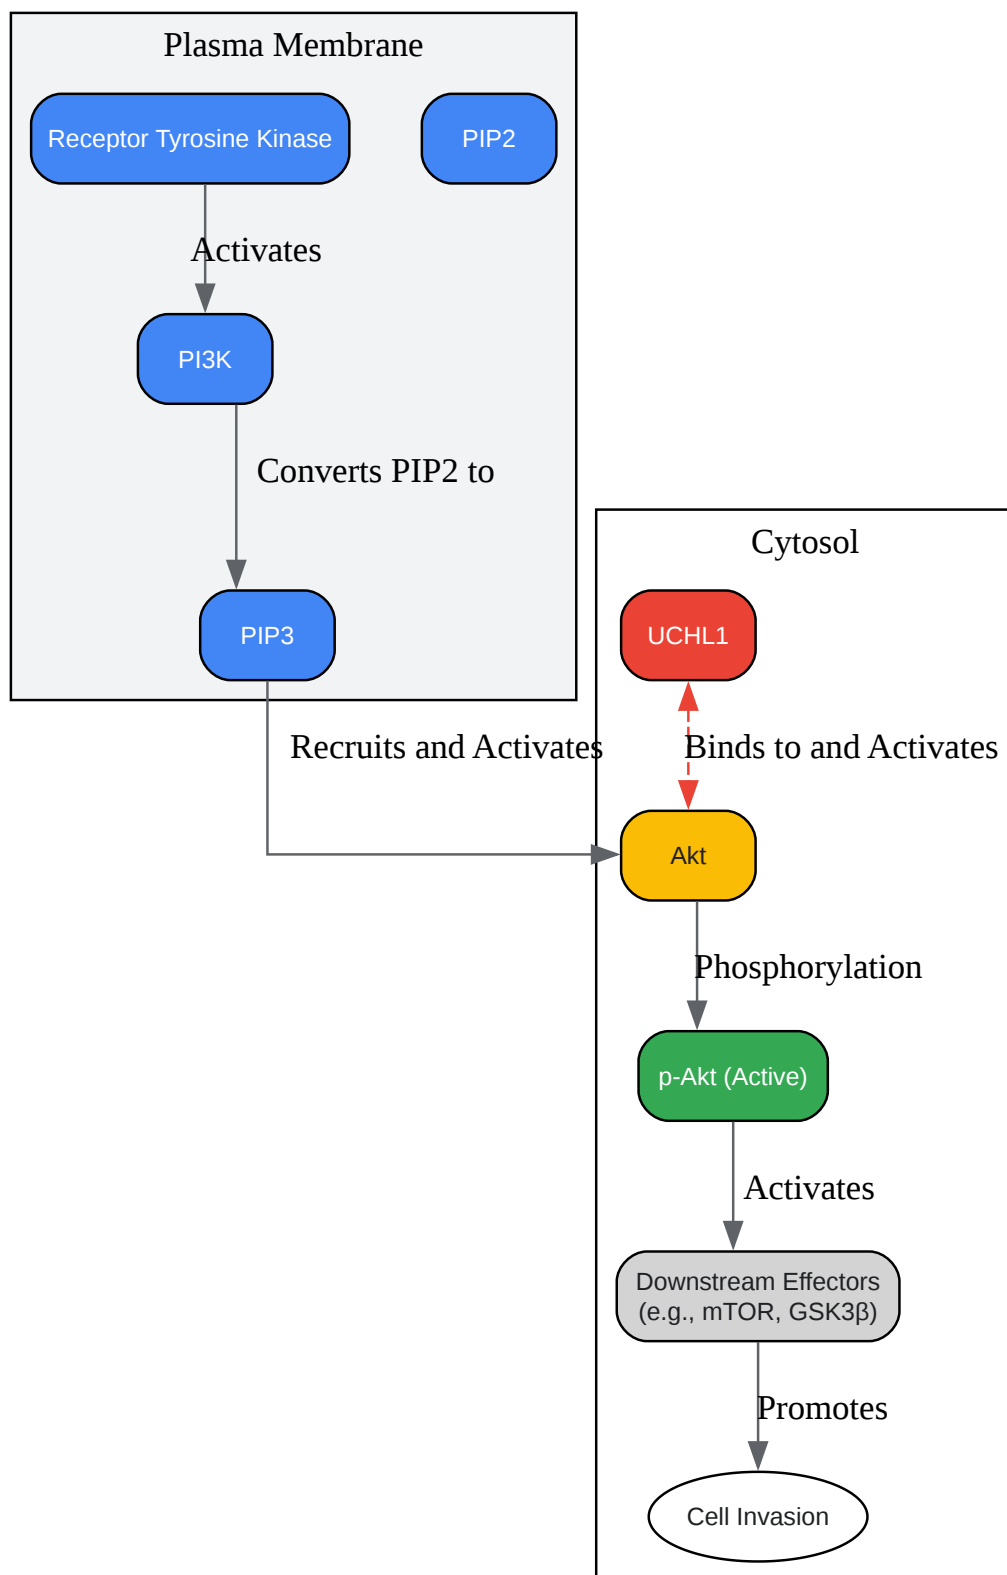 Plasma Membrane
Receptor Tyrosine Kinase
PIP2
Activates
PI3K
Converts PIP2 to
PIP3
Recruits and Activates
Cytosol
UCHL1
Binds to and Activates
Akt
Phosphorylation
p-Akt (Active)
Activates
Downstream Effectors
(e.g., mTOR, GSK3β)
Promotes
Cell Invasion